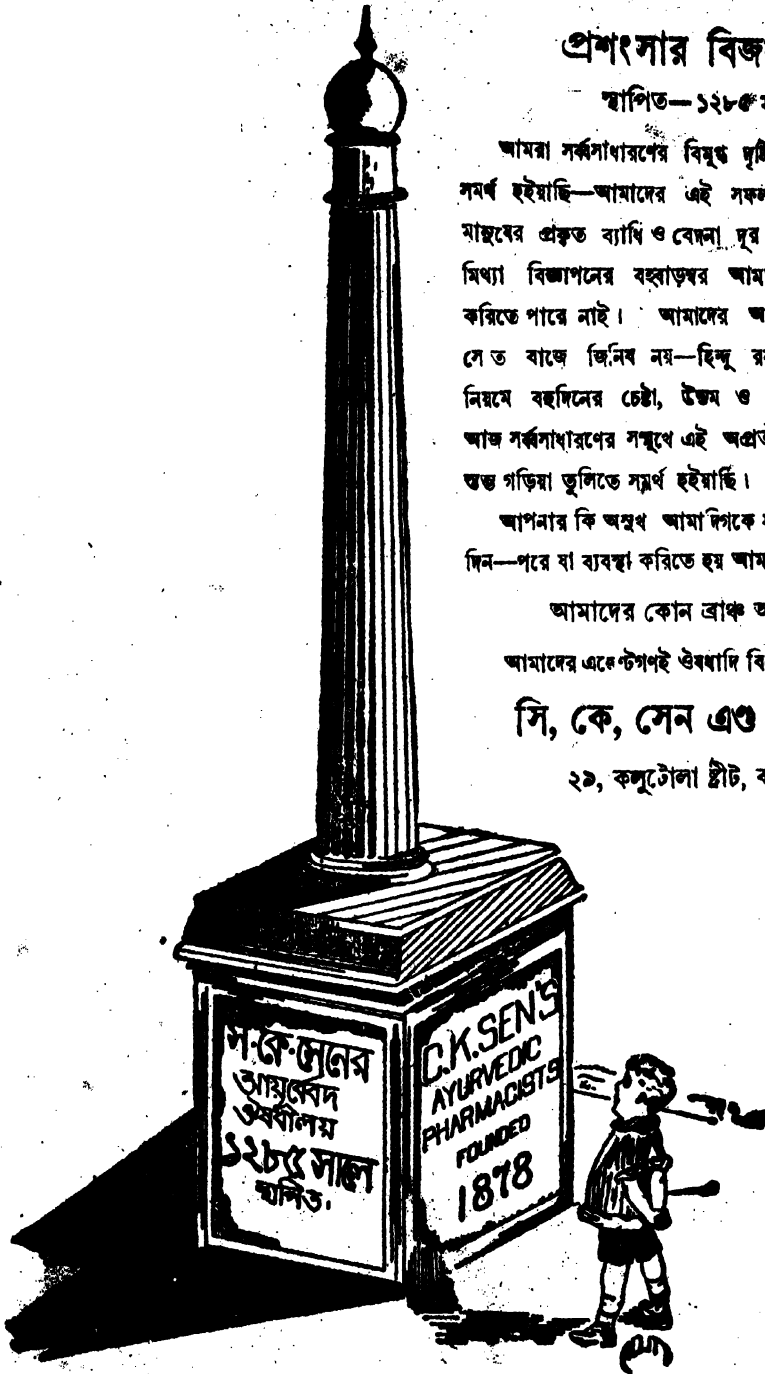 প্রশংসার বিজ
স্থাপিত—১২৮৫
আমরা সর্ব্বসাধারণের বিমুগ্ধ দৃষ্টি
সমর্থ হইয়াছি—আমাদের এই সফল
মানুষের প্রকৃত ব্যাধি ও বেদনা দূর
মিথ্যা বিজ্ঞাপনের বহ্বাড়ম্বর আমা
করিতে পারে নাই। আমাদের আ
সে ত বাজে জিনিষ নয়—হিন্দু র
নিয়মে বহুদিনের চেষ্টা, উদ্যম ও
আজ সর্ব্বসাধারণের সম্মুখে এই অপ্র
স্তম্ভ গড়িয়া তুলিতে সমর্থ হইয়াছি।
আপনার কি অসুখ আমাদিগকে
দিন—পরে যা ব্যবস্থা করিতে হয় আম
আমাদের কোন ব্রাঞ্চ অ
আমাদের এজেণ্টগণই ঔষধাদি বি
সি, কে, সেন এণ্ড
২৯, কলুটোলা ষ্ট্রীট, ক
সি·কে·সেনের
আয়ুর্ব্বেদ
ঔষধালয়
১২৮৫ সালে
স্থাপিত·
C.K.SEN'S
AYURVEDIC
PHARMACISTS
FOUNDED
1878